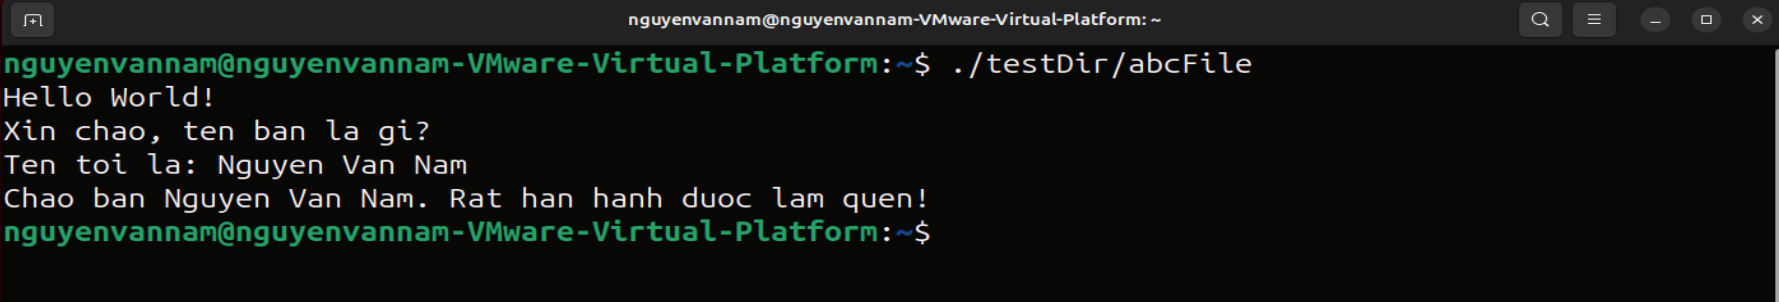 nguyenvannam@nguyenvannam-VMware-Virtual-Platform: ~
nguyenvannam@nguyenvannam-VMware-Virtual-Platform:~$ ./testDir/abcFile
Hello World!
Xin chao, ten ban la gi?
Ten toi la: Nguyen Van Nam
Chao ban Nguyen Van Nam. Rat han hanh duoc lam quen!
nguyenvannam@nguyenvannam-VMware-Virtual-Platform:~$